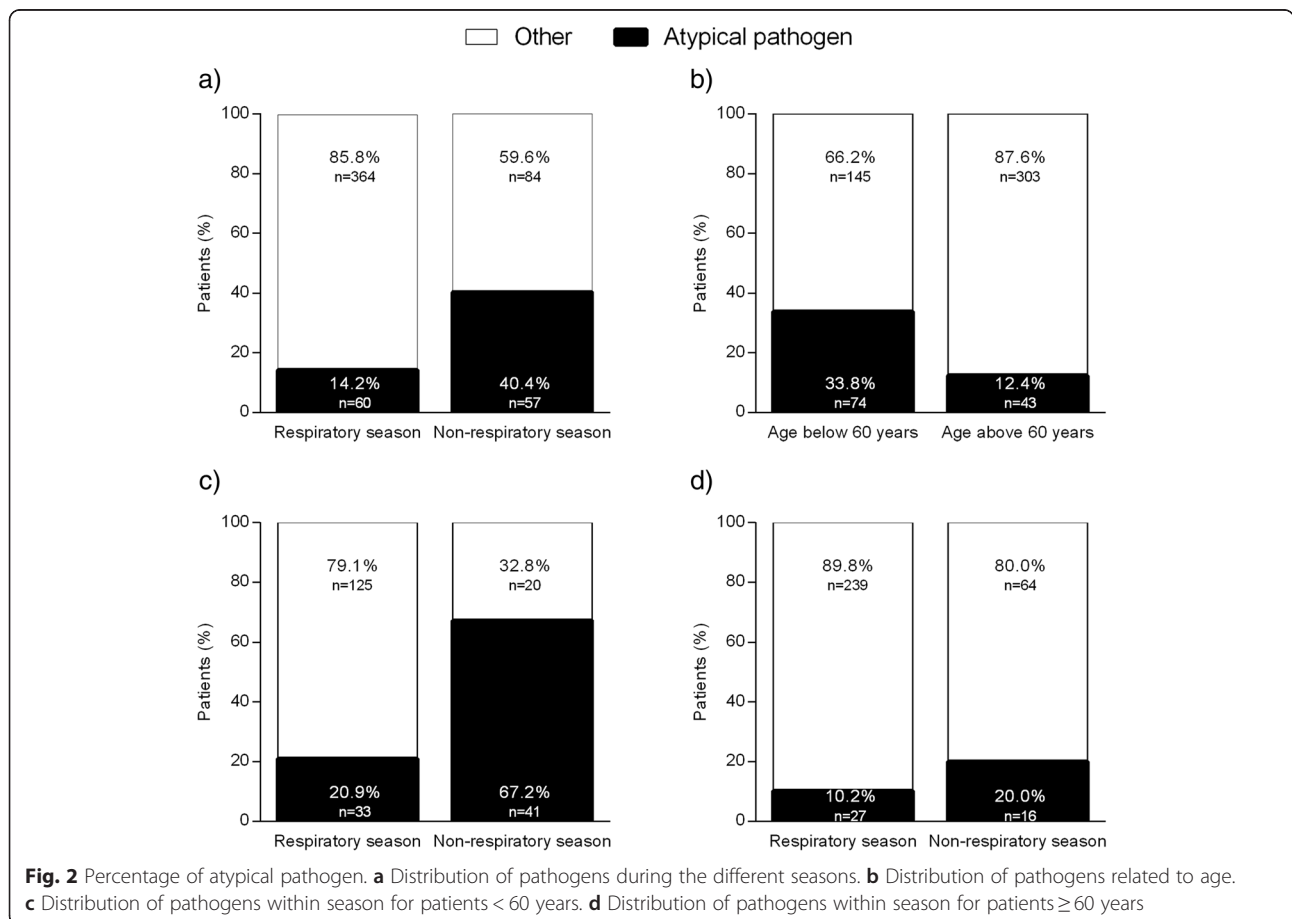 Other Atypical pathogen
a)
Patients (%)
100
80
60
40
20
0
85.8%
n=364
14.2%
n=60
59.6%
n=84
40.4%
n=57
Respiratory season Non-respiratory season
b)
Patients (%)
100
80
60
40
20
0
66.2%
n=145
33.8%
n=74
87.6%
n=303
12.4%
n=43
Age below 60 years Age above 60 years
c)
Patients (%)
100
80
60
40
20
0
79.1%
n=125
20.9%
n=33
32.8%
n=20
67.2%
n=41
Respiratory season Non-respiratory season
d)
Patients (%)
100
80
60
40
20
0
89.8%
n=239
10.2%
n=27
80.0%
n=64
20.0%
n=16
Respiratory season Non-respiratory season
Fig. 2 Percentage of atypical pathogen. a Distribution of pathogens during the different seasons. b Distribution of pathogens related to age.
c Distribution of pathogens within season for patients < 60 years. d Distribution of pathogens within season for patients ≥ 60 years